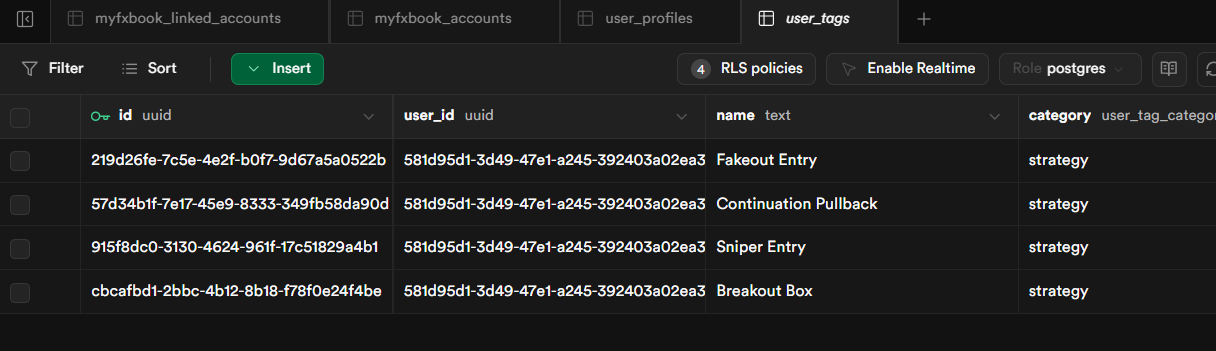 myfxbook_linked_accounts myfxbook_accounts user_profiles user_tags
Filter Sort Insert 4 RLS policies Enable Realtime Role postgres
id uuid user_id uuid name text category user_tag_catego
219d26fe-7c5e-4e2f-b0f7-9d67a5a0522b 581d95d1-3d49-47e1-a245-392403a02ea3 Fakeout Entry strategy
57d34b1f-7e17-45e9-8333-349fb58da90d 581d95d1-3d49-47e1-a245-392403a02ea3 Continuation Pullback strategy
915f8dc0-3130-4624-961f-17c51829a4b1 581d95d1-3d49-47e1-a245-392403a02ea3 Sniper Entry strategy
cbcafbd1-2bbc-4b12-8b18-f78f0e24f4be 581d95d1-3d49-47e1-a245-392403a02ea3 Breakout Box strategy